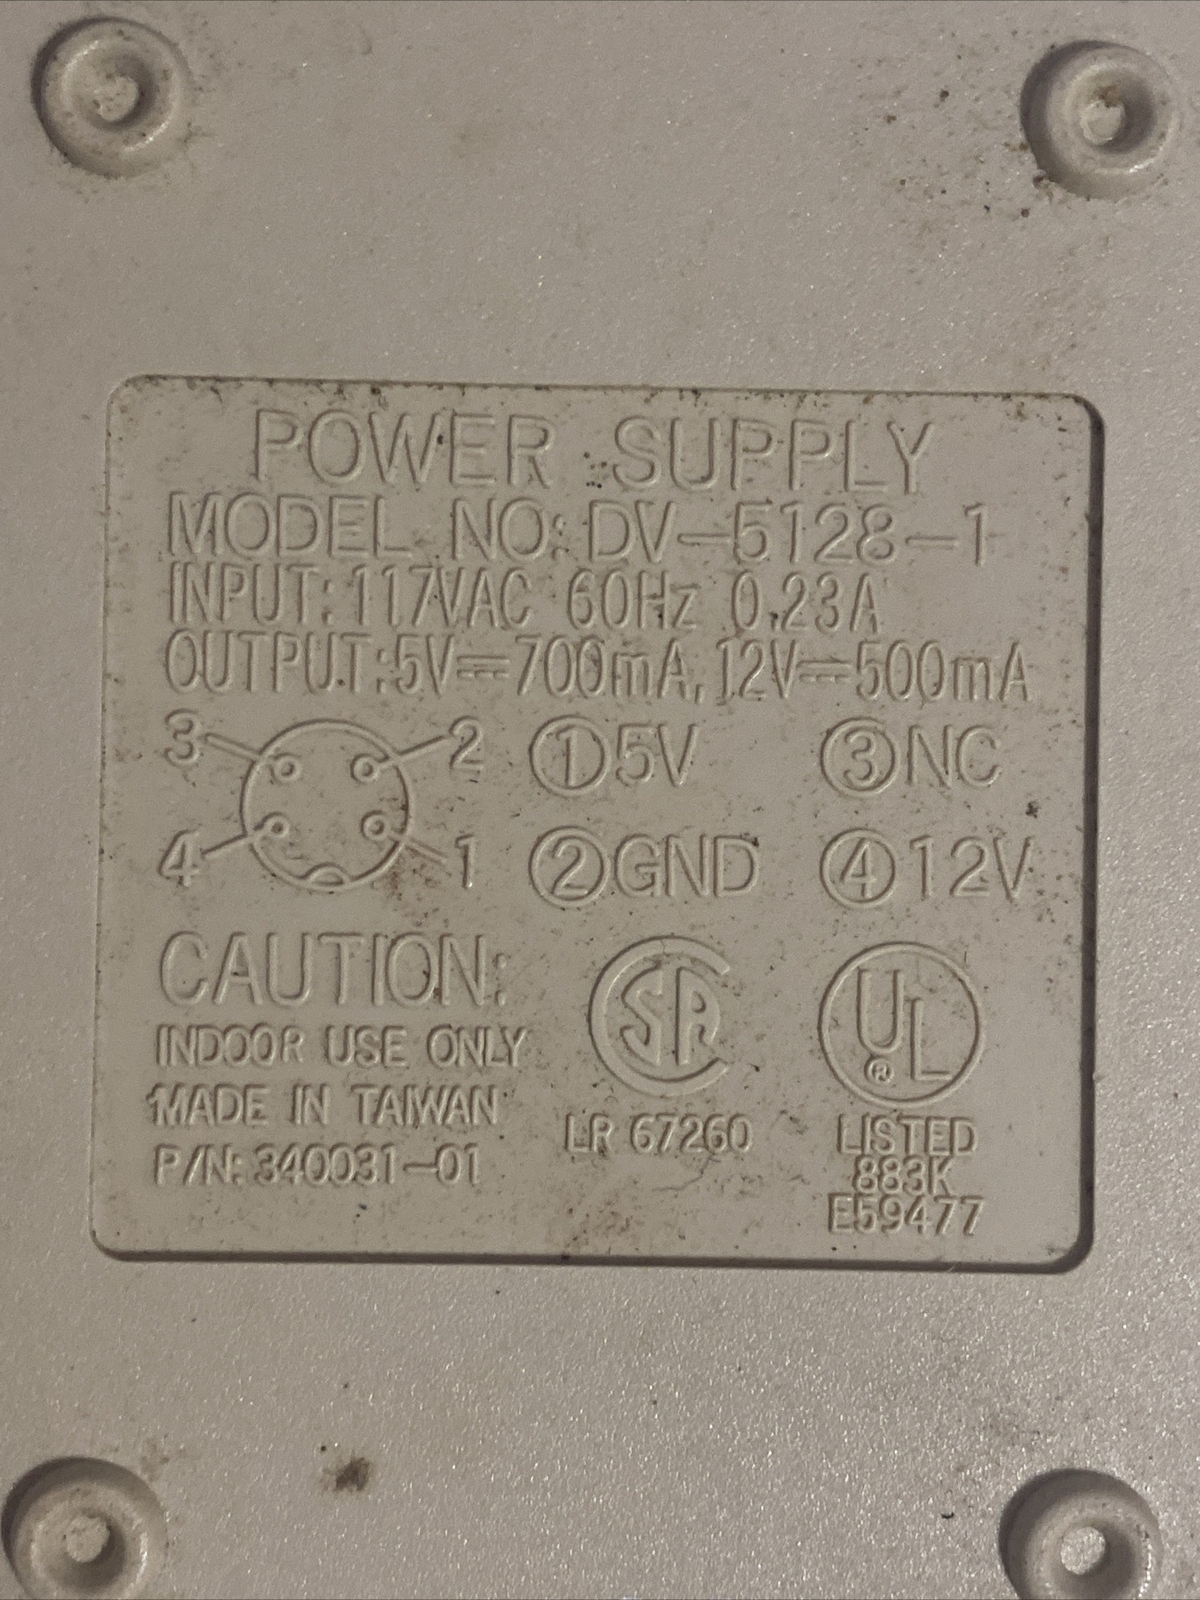 POWER SUPPLY
MODEL NO: DV-5128-1
INPUT: 117VAC 60Hz 0.23A
OUTPUT: 5V⎓700mA, 12V⎓500mA
3 2 ①5V ③NC
4 1 ②GND ④12V
CAUTION:
INDOOR USE ONLY
MADE IN TAIWAN
P/N: 340031-01
SA
LR 67260
UL
®
LISTED
883K
E59477